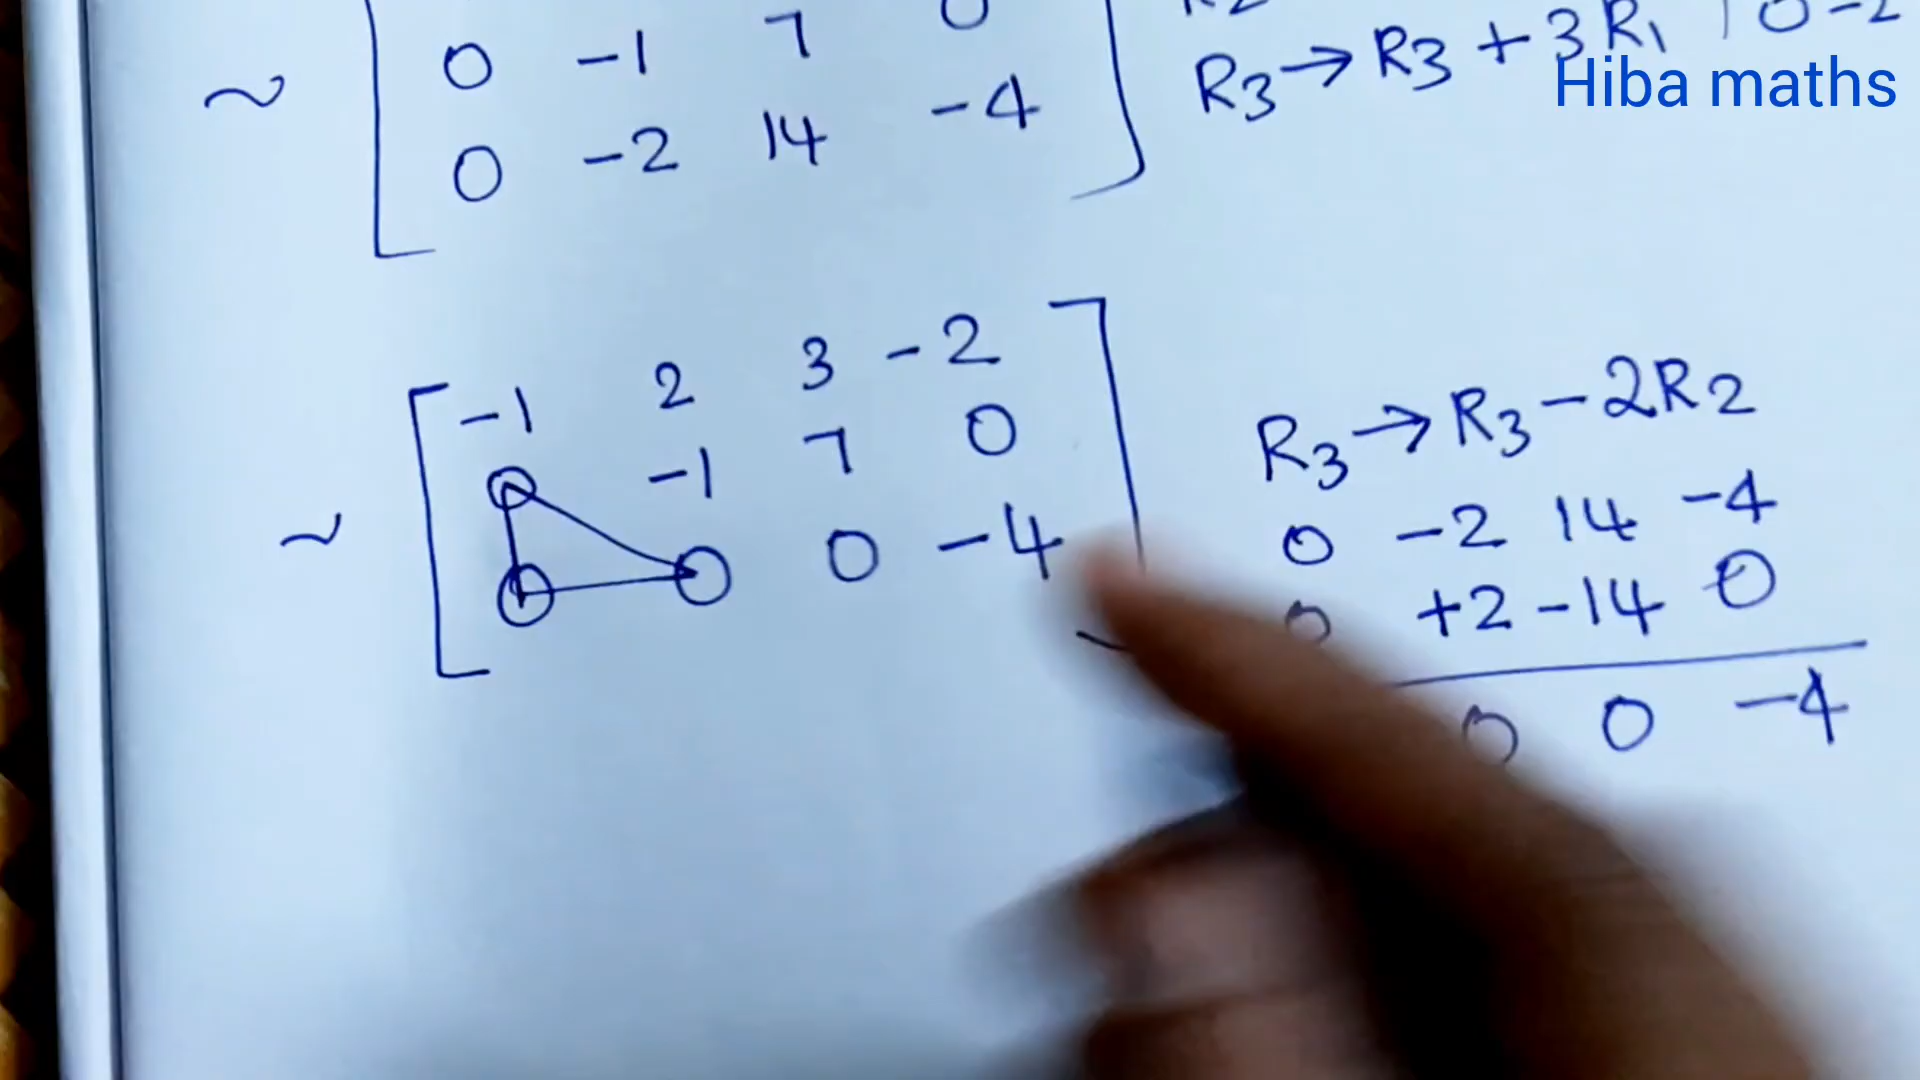 0 -1 7 0
R3→R3+3R1
Hiba maths
~ 0 -2 14 -4
-1 2 3 -2
0 -1 7 0
~ 0 0 0 -4
R3→R3-2R2
0 -2 14 -4
0 +2 -14 0
0 0 -4